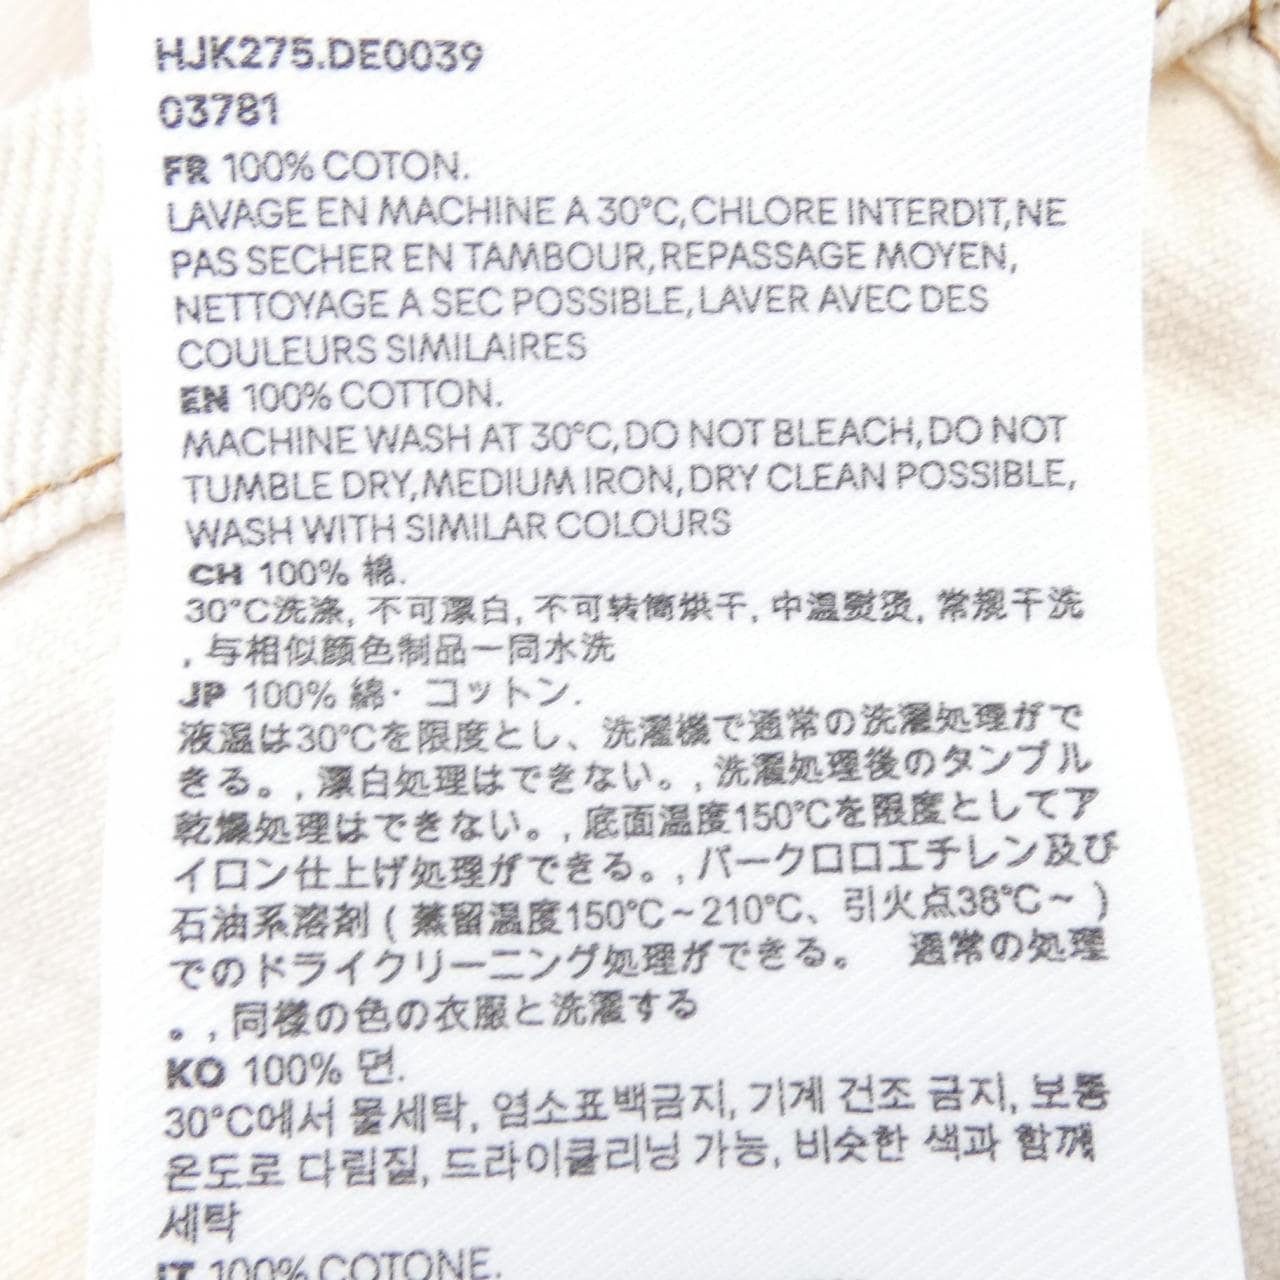 HJK275.DE0039
03781
FR 100% COTON.
LAVAGE EN MACHINE A 30°C,CHLORE INTERDIT,NE
PAS SECHER EN TAMBOUR,REPASSAGE MOYEN,
NETTOYAGE A SEC POSSIBLE,LAVER AVEC DES
COULEURS SIMILAIRES
EN 100% COTTON.
MACHINE WASH AT 30°C,DO NOT BLEACH,DO NOT
TUMBLE DRY,MEDIUM IRON,DRY CLEAN POSSIBLE,
WASH WITH SIMILAR COLOURS
CH 100% 棉.
30°C洗涤, 不可漂白, 不可转筒烘干, 中温熨烫, 常规干洗
, 与相似颜色制品一同水洗
JP 100% 綿· コットン.
液温は30℃を限度とし、洗濯機で通常の洗濯処理がで
きる。, 漂白処理はできない。, 洗濯処理後のタンブル
乾燥処理はできない。, 底面温度150℃を限度としてア
イロン仕上げ処理ができる。, パークロロエチレン及び
石油系溶剤 ( 蒸留温度150℃~210℃、引火点38℃~ )
でのドライクリーニング処理ができる。 通常の処理
。, 同様の色の衣服と洗濯する
KO 100% 면.
30°C에서 물세탁, 염소표백금지, 기계 건조 금지, 보통
온도로 다림질, 드라이클리닝 가능, 비슷한 색과 함께
세탁
IT 100% COTONE.